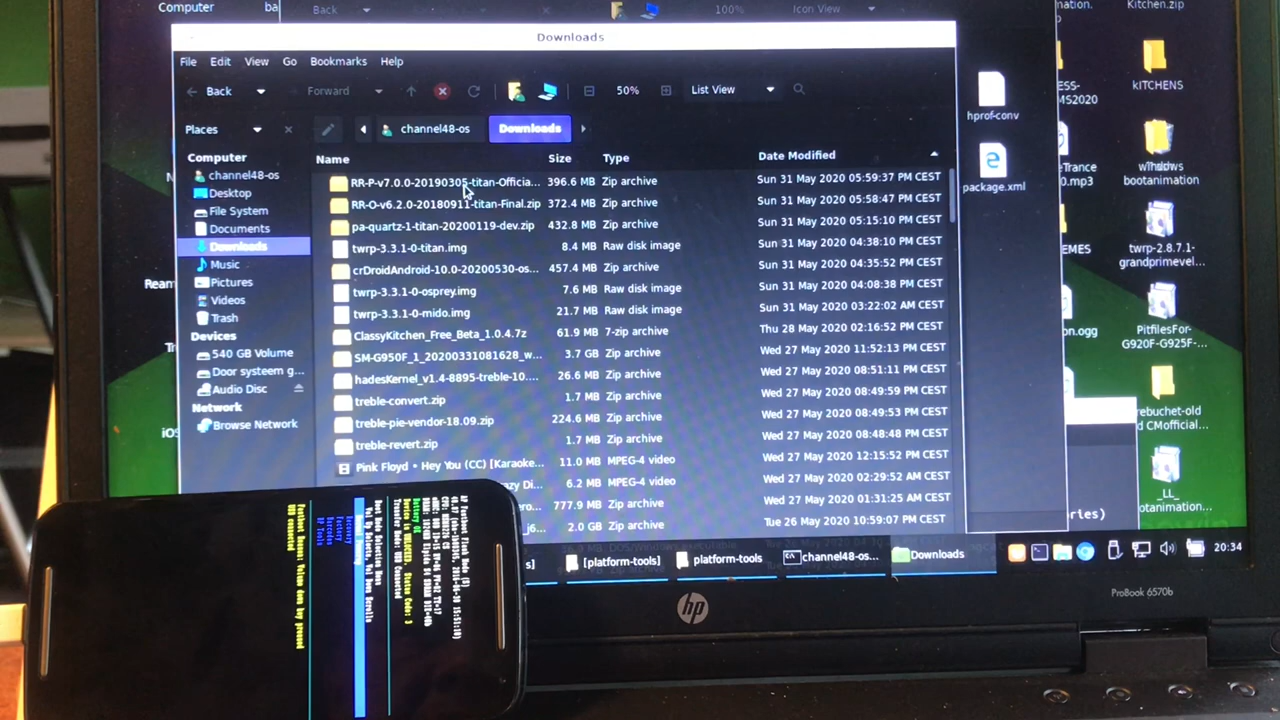 Computer
ba
Back
100%
Icon View
Kitchen.zip
Downloads
File Edit View Go Bookmarks Help
Back Forward 50% List View
Places channel48-os Downloads
Computer
channel48-os
Desktop
File System
Documents
Downloads
Music
Pictures
Videos
Trash
Devices
540 GB Volume
Door systeem g...
Audio Disc
Network
Browse Network
Name Size Type Date Modified
RR-P-v7.0.0-20190305-titan-Officia... 396.6 MB Zip archive Sun 31 May 2020 05:59:37 PM CEST
RR-O-v6.2.0-20180911-titan-Final.zip 372.4 MB Zip archive Sun 31 May 2020 05:58:47 PM CEST
pa-quartz-1-titan-20200119-dev.zip 432.8 MB Zip archive Sun 31 May 2020 05:15:10 PM CEST
twrp-3.3.1-0-titan.img 8.4 MB Raw disk image Sun 31 May 2020 04:38:10 PM CEST
crDroidAndroid-10.0-20200530-os... 457.4 MB Zip archive Sun 31 May 2020 04:35:52 PM CEST
twrp-3.3.1-0-osprey.img 7.6 MB Raw disk image Sun 31 May 2020 04:08:38 PM CEST
twrp-3.3.1-0-mido.img 21.7 MB Raw disk image Sun 31 May 2020 03:22:02 AM CEST
ClassyKitchen_Free_Beta_1.0.4.7z 61.9 MB 7-zip archive Thu 28 May 2020 02:16:52 PM CEST
SM-G950F_1_20200331081628_w... 3.7 GB Zip archive Wed 27 May 2020 11:52:13 PM CEST
hadesKernel_v1.4-8895-treble-10.... 26.6 MB Zip archive Wed 27 May 2020 08:51:11 PM CEST
treble-convert.zip 1.7 MB Zip archive Wed 27 May 2020 08:49:59 PM CEST
treble-pie-vendor-18.09.zip 224.6 MB Zip archive Wed 27 May 2020 08:49:53 PM CEST
treble-revert.zip 1.7 MB Zip archive Wed 27 May 2020 08:48:48 PM CEST
Pink Floyd • Hey You (CC) [Karaoke... 11.0 MB MPEG-4 video Wed 27 May 2020 12:15:52 PM CEST
6.2 MB MPEG-4 video Wed 27 May 2020 02:29:52 AM CEST
777.9 MB Zip archive Wed 27 May 2020 01:31:25 AM CEST
_j6... 2.0 GB Zip archive Tue 26 May 2020 10:59:07 PM CEST
hprof-conv
package.xml
kITCHENS
bootanimation
twrp-2.8.7.1-
grandprimevel...
PitfilesFor-
G920F-G925F-...
rebuchet-old
CMofficial...
_LL_
otanimation...
[platform-tools]
platform-tools
channel48-os...
Downloads
20:34
hp
ProBook 6570b